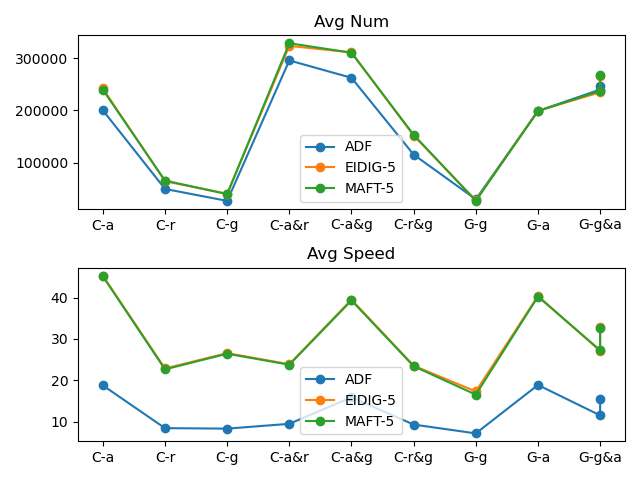 Avg Num
300000
200000
100000
ADF
EIDIG-5
MAFT-5
C-a C-r C-g C-a&r C-a&g C-r&g G-g G-a G-g&a
Avg Speed
40
30
20
10
ADF
EIDIG-5
MAFT-5
C-a C-r C-g C-a&r C-a&g C-r&g G-g G-a G-g&a